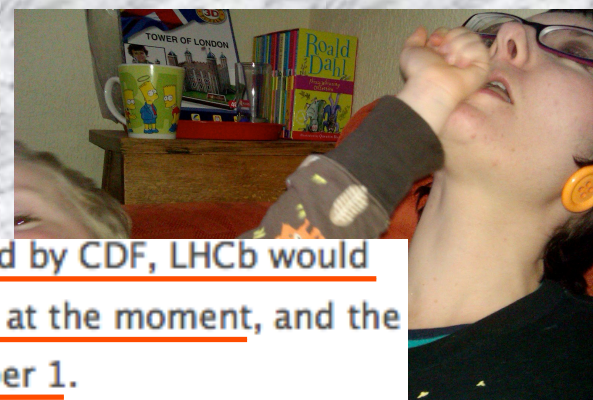 TOWER OF LONDON
Roald
Dahl
d by CDF, LHCb would
at the moment, and the
er 1.